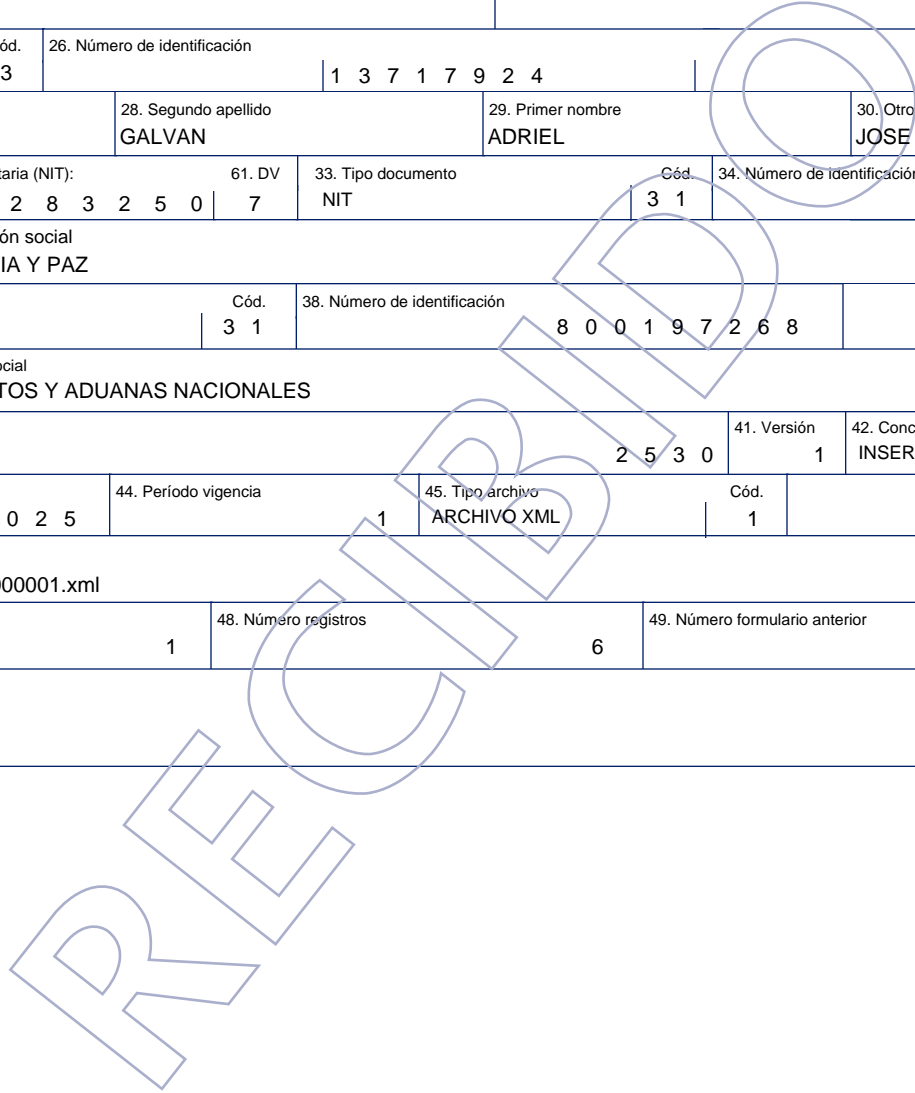 ód. 26. Número de identificación
3 1 3 7 1 7 9 2 4
28. Segundo apellido 29. Primer nombre 30. Otro
GALVAN ADRIEL JOSE
taria (NIT): 61. DV 33. Tipo documento Cód. 34. Número de identificación
2 8 3 2 5 0 7 NIT 3 1
ón social
IA Y PAZ
Cód. 38. Número de identificación
3 1 8 0 0 1 9 7 2 6 8
ocial
TOS Y ADUANAS NACIONALES
41. Versión 42. Conc
2 5 3 0 1 INSER
44. Período vigencia 45. Tipo archivo Cód.
0 2 5 1 ARCHIVO XML 1
000001.xml
48. Número registros 49. Número formulario anterior
1 6
RECIBIDO